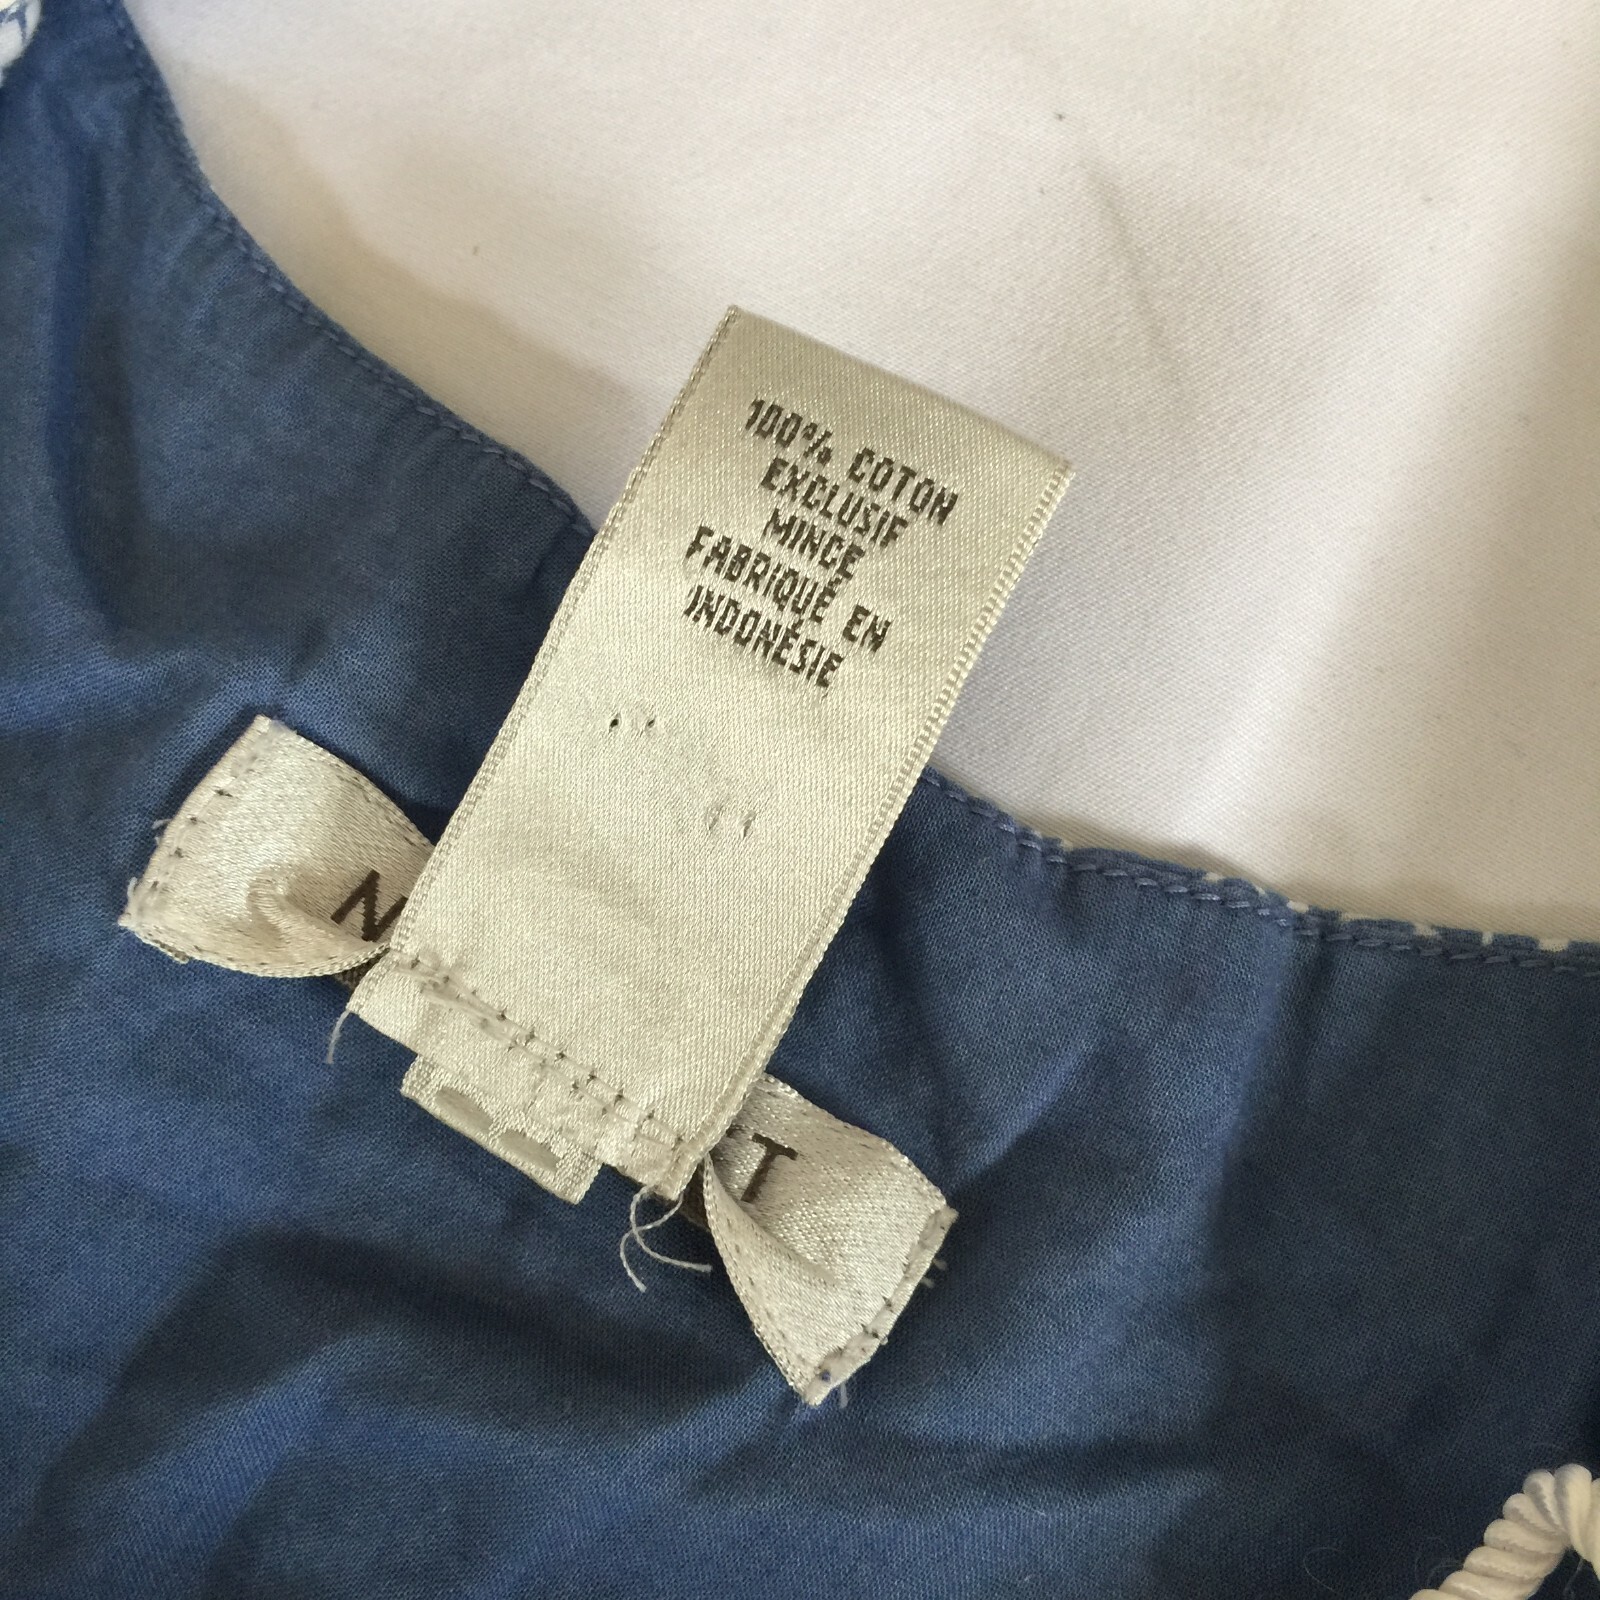 100% COTON
EXCLUSIF
MINCE
FABRIQUÉ EN
INDONÉSIE
N
T